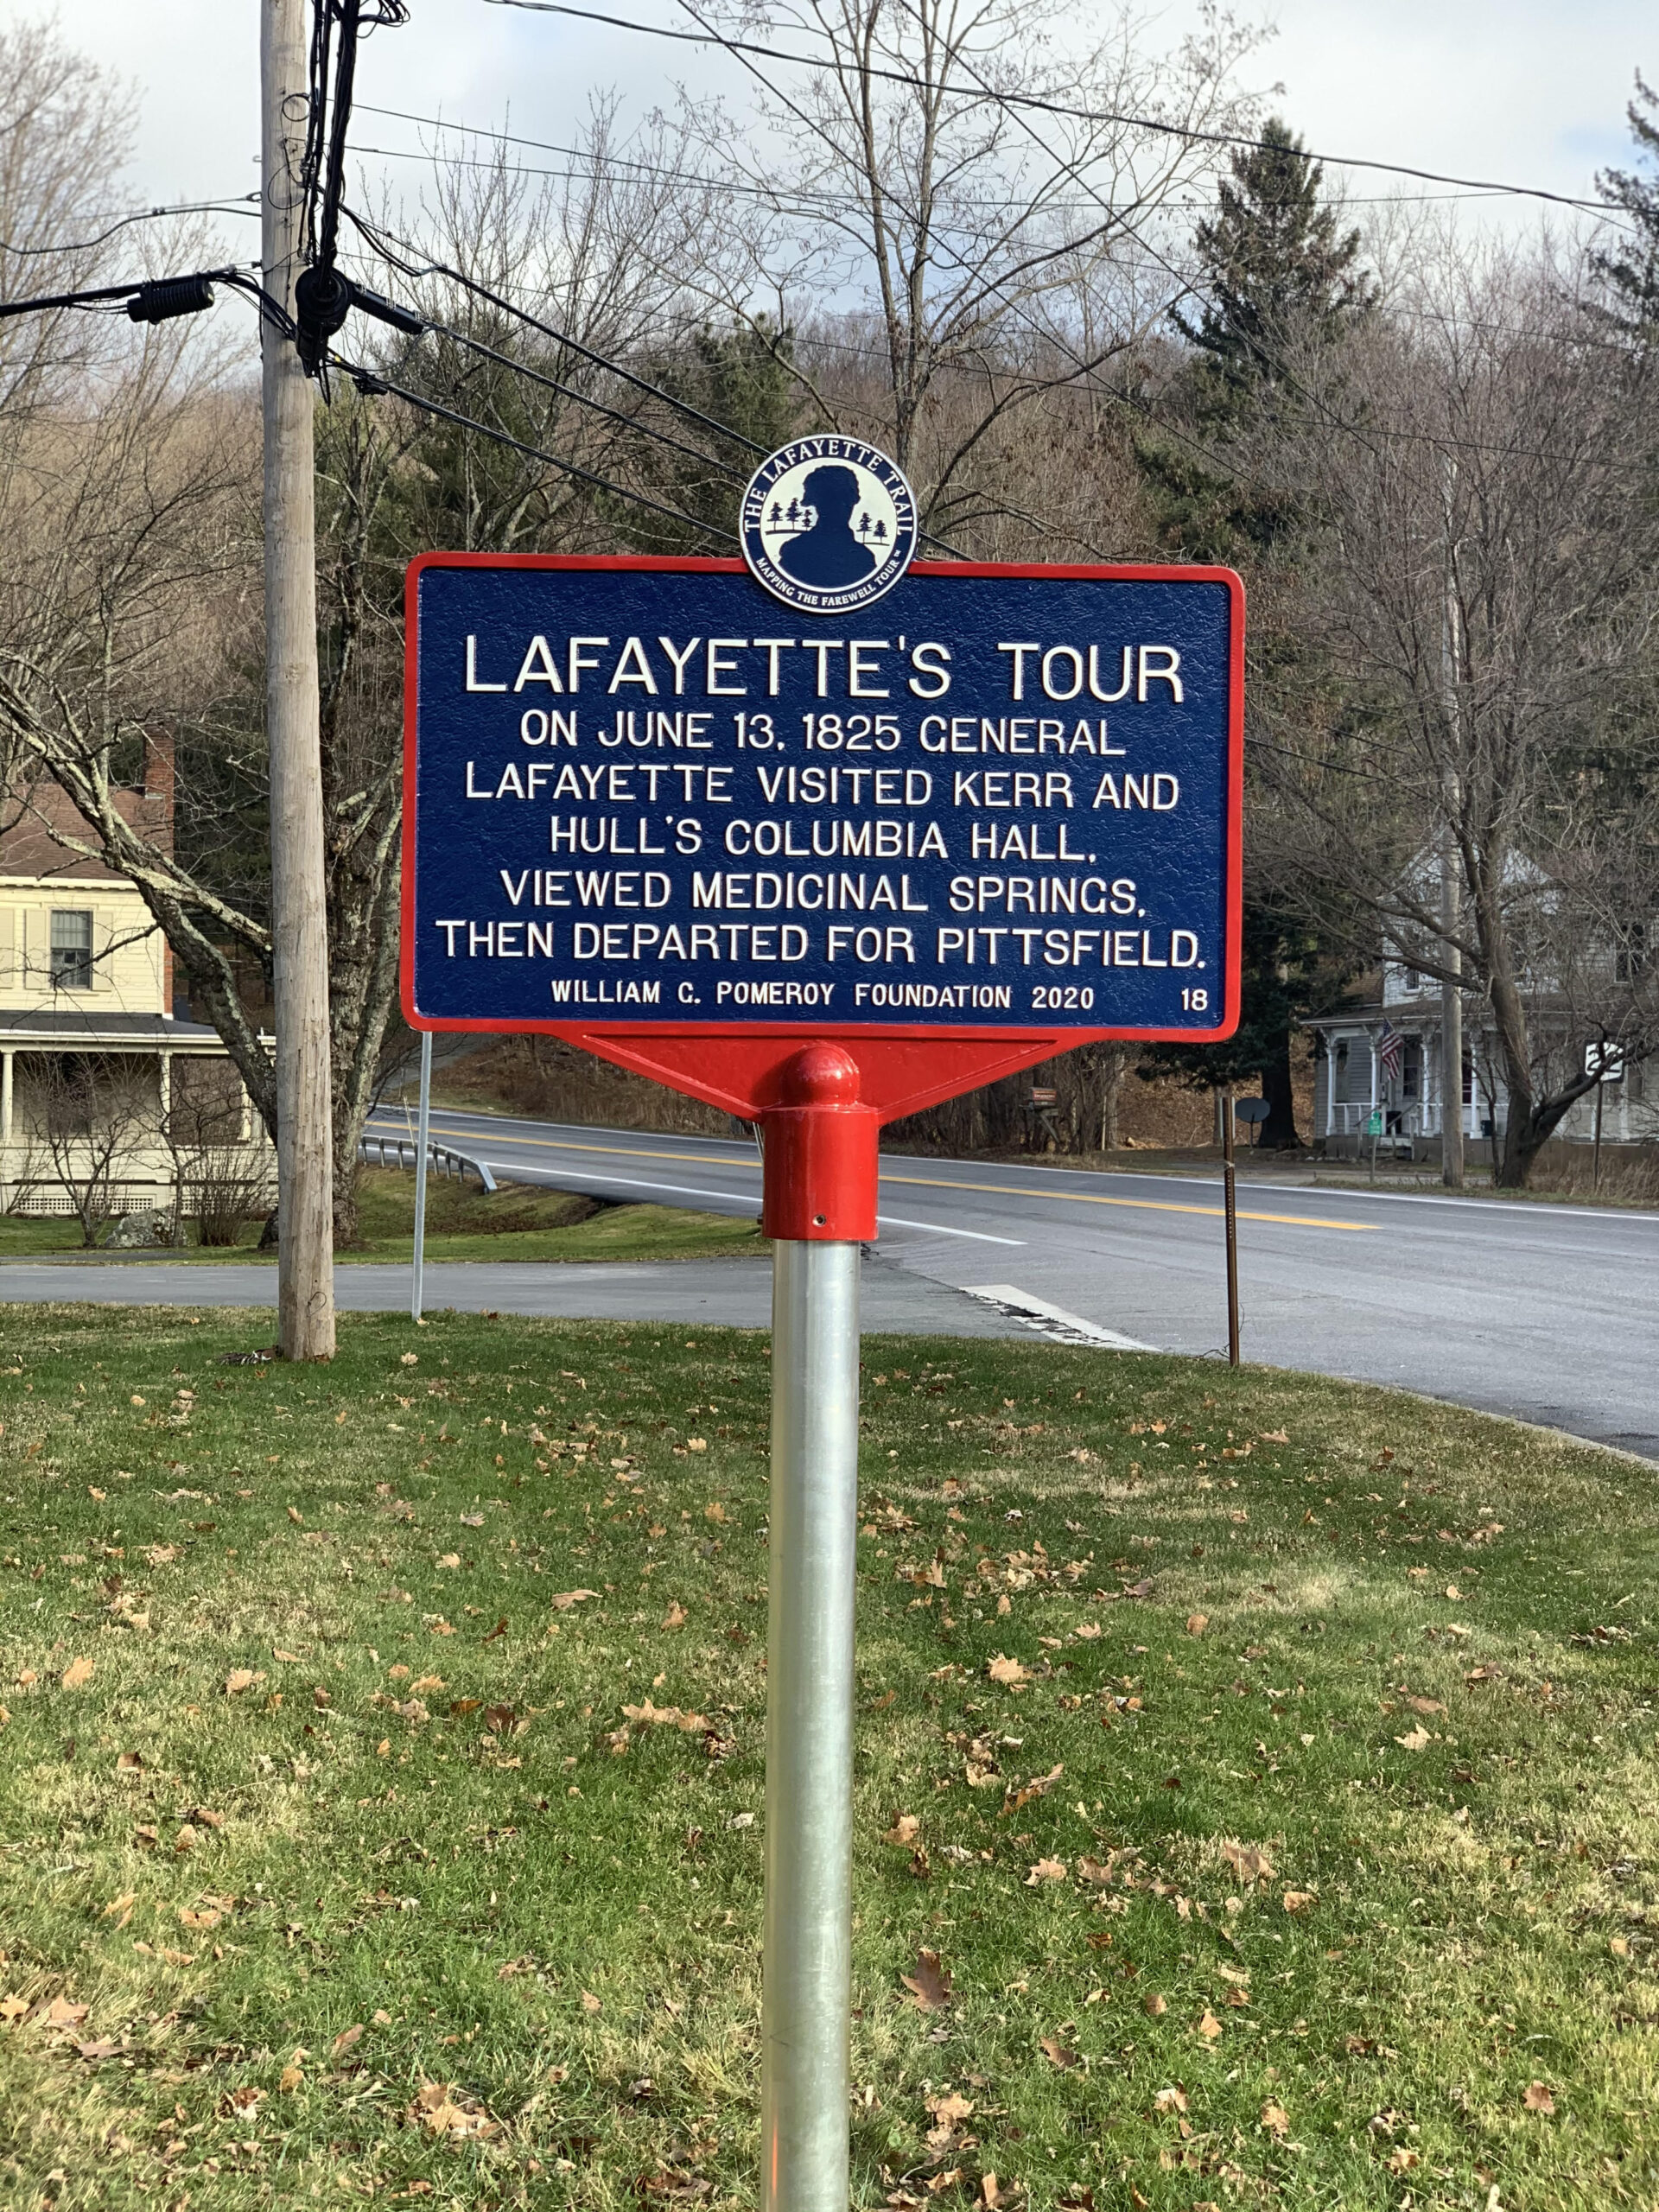 THE LAFAYETTE TRAIL
MAPPING THE FAREWELL TOUR
LAFAYETTE'S TOUR
ON JUNE 13, 1825 GENERAL
LAFAYETTE VISITED KERR AND
HULL'S COLUMBIA HALL,
VIEWED MEDICINAL SPRINGS,
THEN DEPARTED FOR PITTSFIELD.
WILLIAM G. POMEROY FOUNDATION 2020 18